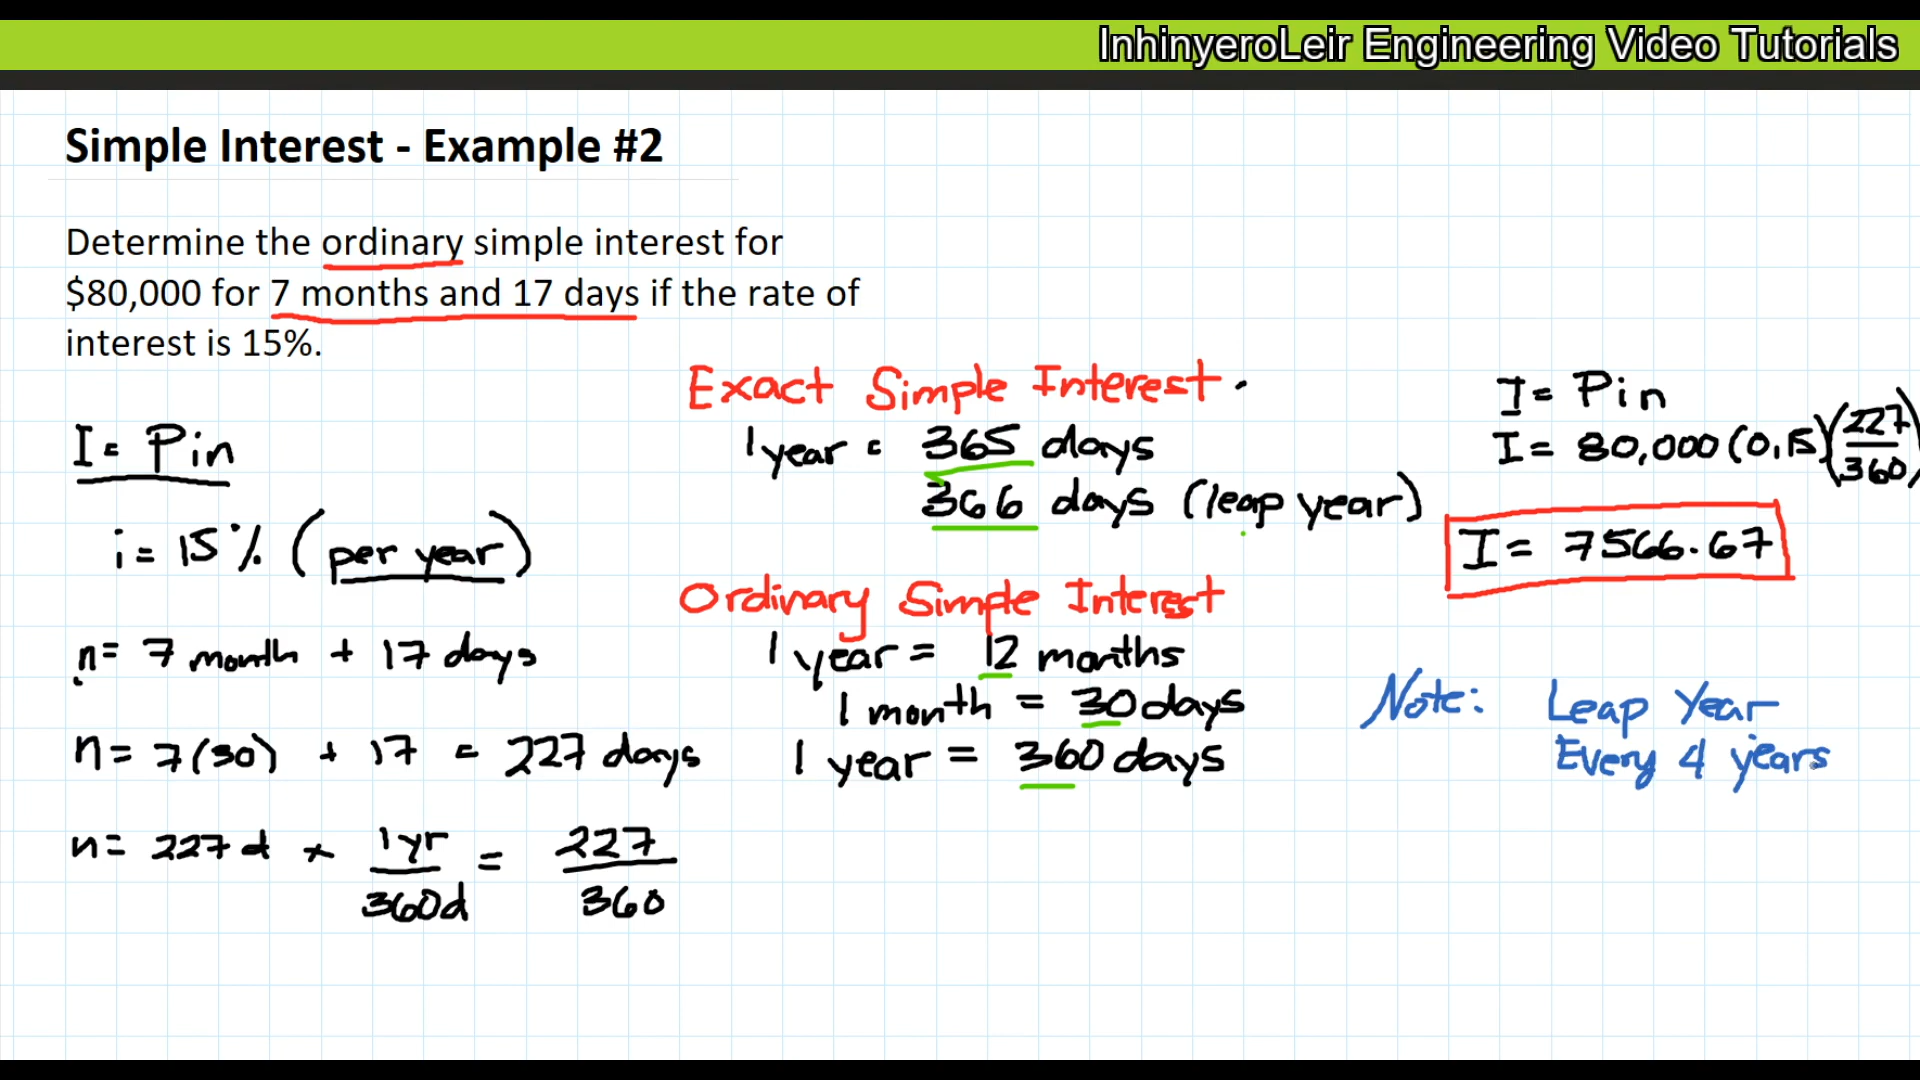 InhinyeroLeir Engineering Video Tutorials
Simple Interest - Example #2
Determine the ordinary simple interest for
$80,000 for 7 months and 17 days if the rate of
interest is 15%.
I = Pin
i = 15% (per year)
n = 7 month + 17 days
n = 7(30) + 17 = 227 days
n = 227 d × 1yr/360d = 227/360
Exact Simple Interest
1 year = 365 days
366 days (leap year)
Ordinary Simple Interest
1 year = 12 months
1 month = 30 days
1 year = 360 days
I = Pin
I = 80,000(0.15)(227/360)
I = 7566.67
Note: Leap Year
Every 4 years